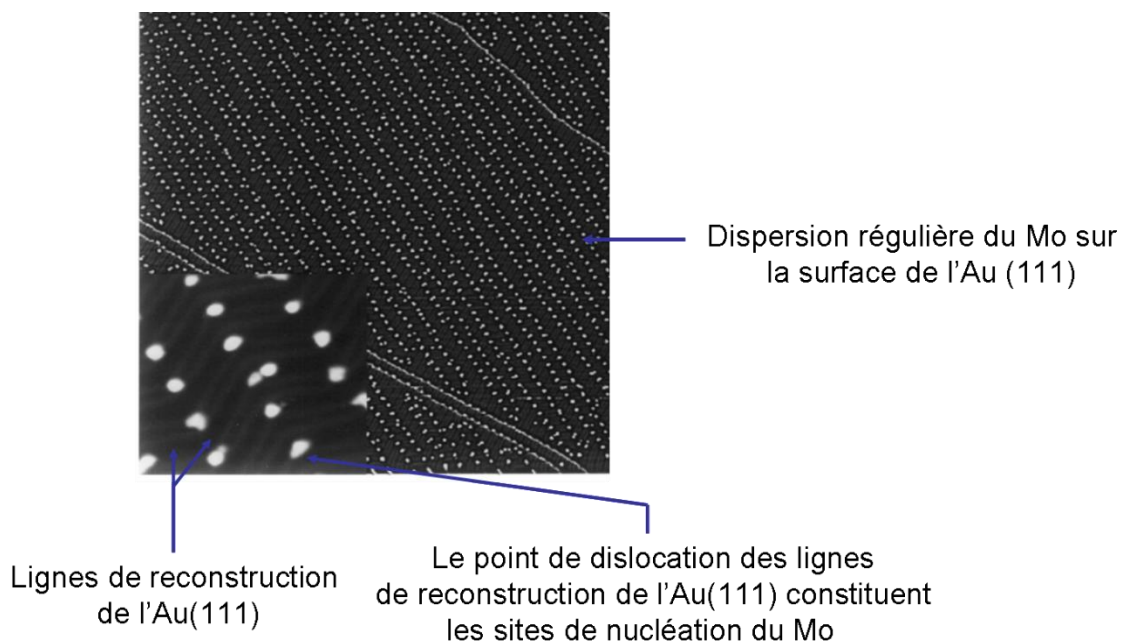 Dispersion régulière du Mo sur
la surface de l'Au (111)
Lignes de reconstruction
de l'Au(111)
Le point de dislocation des lignes
de reconstruction de l'Au(111) constituent
les sites de nucléation du Mo